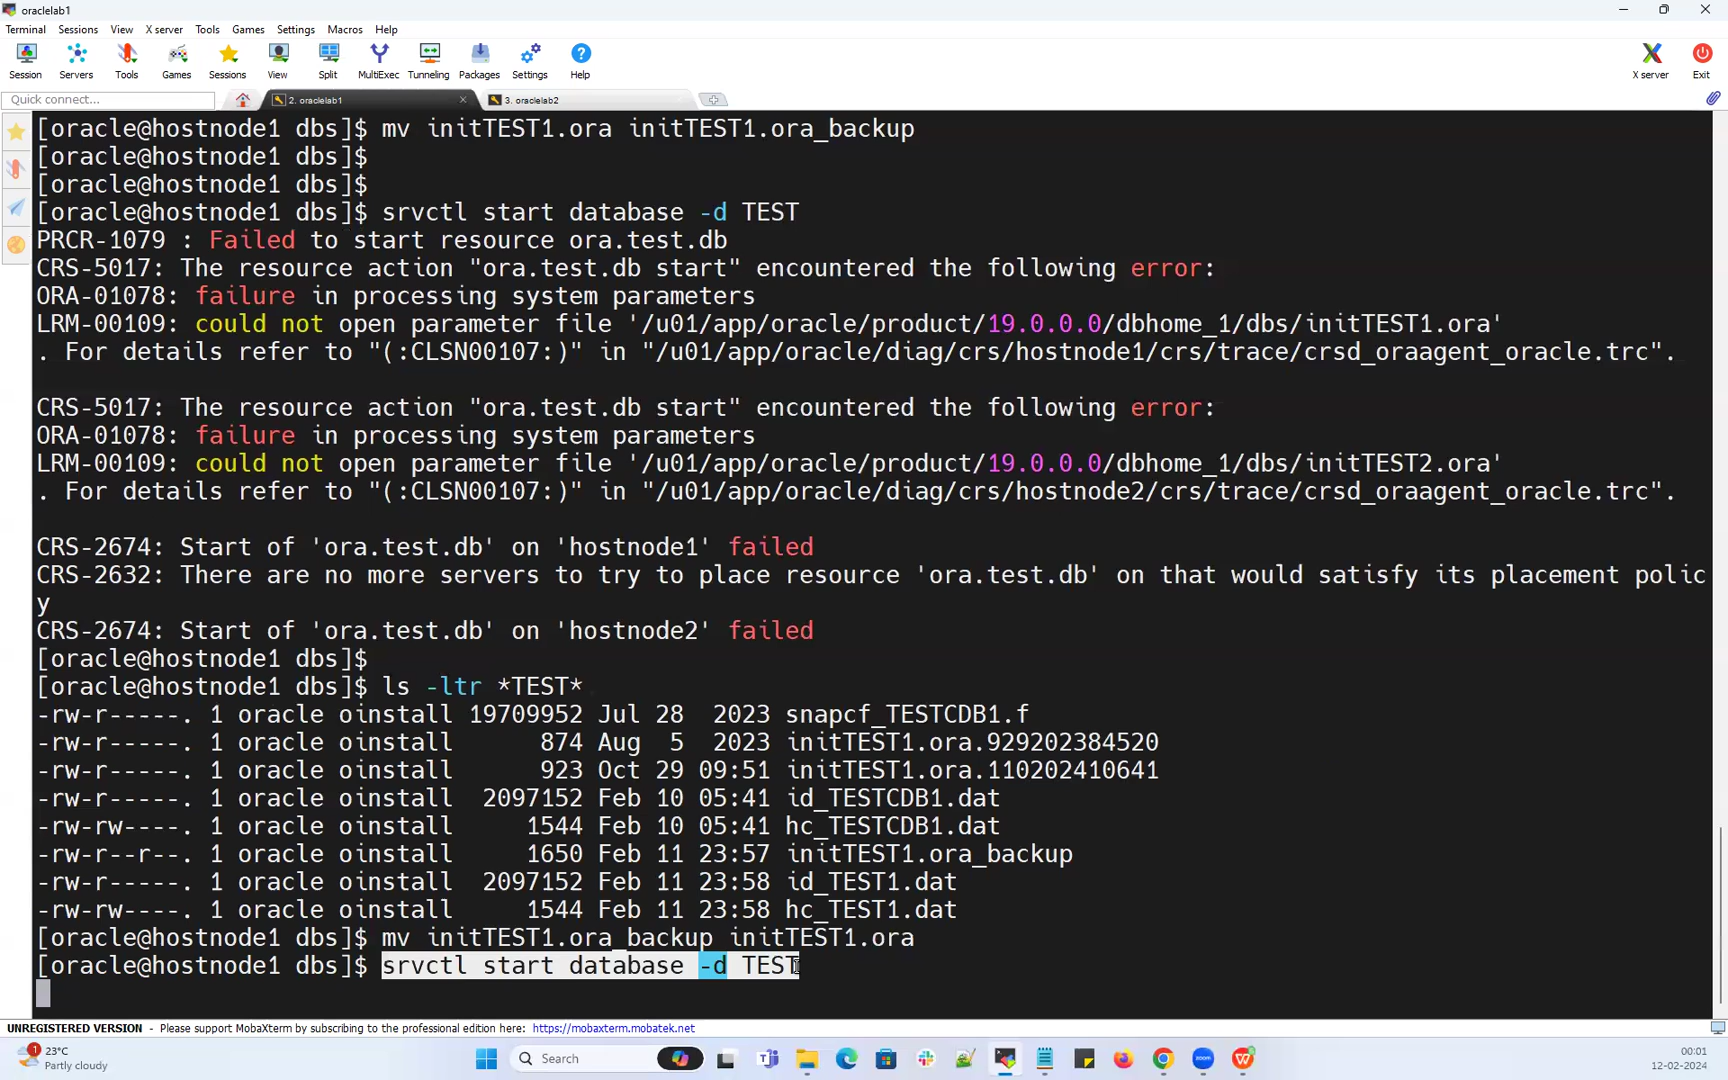 oraclelab1
Terminal Sessions View X server Tools Games Settings Macros Help
Session Servers Tools Games Sessions View Split MultiExec Tunneling Packages Settings Help X server Exit
Quick connect... 2. oraclelab1 3. oraclelab2
[oracle@hostnode1 dbs]$ mv initTEST1.ora initTEST1.ora_backup
[oracle@hostnode1 dbs]$
[oracle@hostnode1 dbs]$
[oracle@hostnode1 dbs]$ srvctl start database -d TEST
PRCR-1079 : Failed to start resource ora.test.db
CRS-5017: The resource action "ora.test.db start" encountered the following error:
ORA-01078: failure in processing system parameters
LRM-00109: could not open parameter file '/u01/app/oracle/product/19.0.0.0/dbhome_1/dbs/initTEST1.ora'
. For details refer to "(:CLSN00107:)" in "/u01/app/oracle/diag/crs/hostnode1/crs/trace/crsd_oraagent_oracle.trc".
CRS-5017: The resource action "ora.test.db start" encountered the following error:
ORA-01078: failure in processing system parameters
LRM-00109: could not open parameter file '/u01/app/oracle/product/19.0.0.0/dbhome_1/dbs/initTEST2.ora'
. For details refer to "(:CLSN00107:)" in "/u01/app/oracle/diag/crs/hostnode2/crs/trace/crsd_oraagent_oracle.trc".
CRS-2674: Start of 'ora.test.db' on 'hostnode1' failed
CRS-2632: There are no more servers to try to place resource 'ora.test.db' on that would satisfy its placement polic
y
CRS-2674: Start of 'ora.test.db' on 'hostnode2' failed
[oracle@hostnode1 dbs]$
[oracle@hostnode1 dbs]$ ls -ltr *TEST*
-rw-r-----. 1 oracle oinstall 19709952 Jul 28  2023 snapcf_TESTCDB1.f
-rw-r-----. 1 oracle oinstall      874 Aug  5  2023 initTEST1.ora.929202384520
-rw-r-----. 1 oracle oinstall      923 Oct 29 09:51 initTEST1.ora.110202410641
-rw-r-----. 1 oracle oinstall  2097152 Feb 10 05:41 id_TESTCDB1.dat
-rw-rw----. 1 oracle oinstall     1544 Feb 10 05:41 hc_TESTCDB1.dat
-rw-r--r--. 1 oracle oinstall     1650 Feb 11 23:57 initTEST1.ora_backup
-rw-r-----. 1 oracle oinstall  2097152 Feb 11 23:58 id_TEST1.dat
-rw-rw----. 1 oracle oinstall     1544 Feb 11 23:58 hc_TEST1.dat
[oracle@hostnode1 dbs]$ mv initTEST1.ora_backup initTEST1.ora
[oracle@hostnode1 dbs]$ srvctl start database -d TEST
UNREGISTERED VERSION - Please support MobaXterm by subscribing to the professional edition here: https://mobaxterm.mobatek.net
1 23°C
Partly cloudy
Search
00:01
12-02-2024